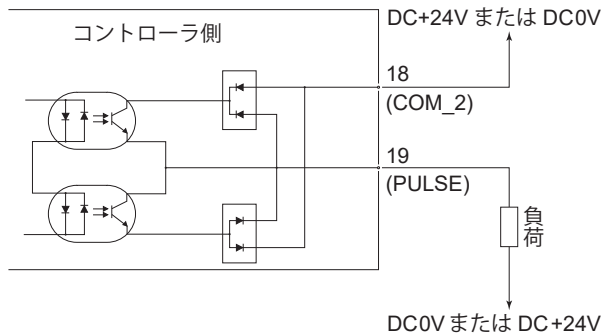 コントローラ側
DC+24V または DC0V
18
(COM_2)
19
(PULSE)
負荷
DC0V または DC+24V